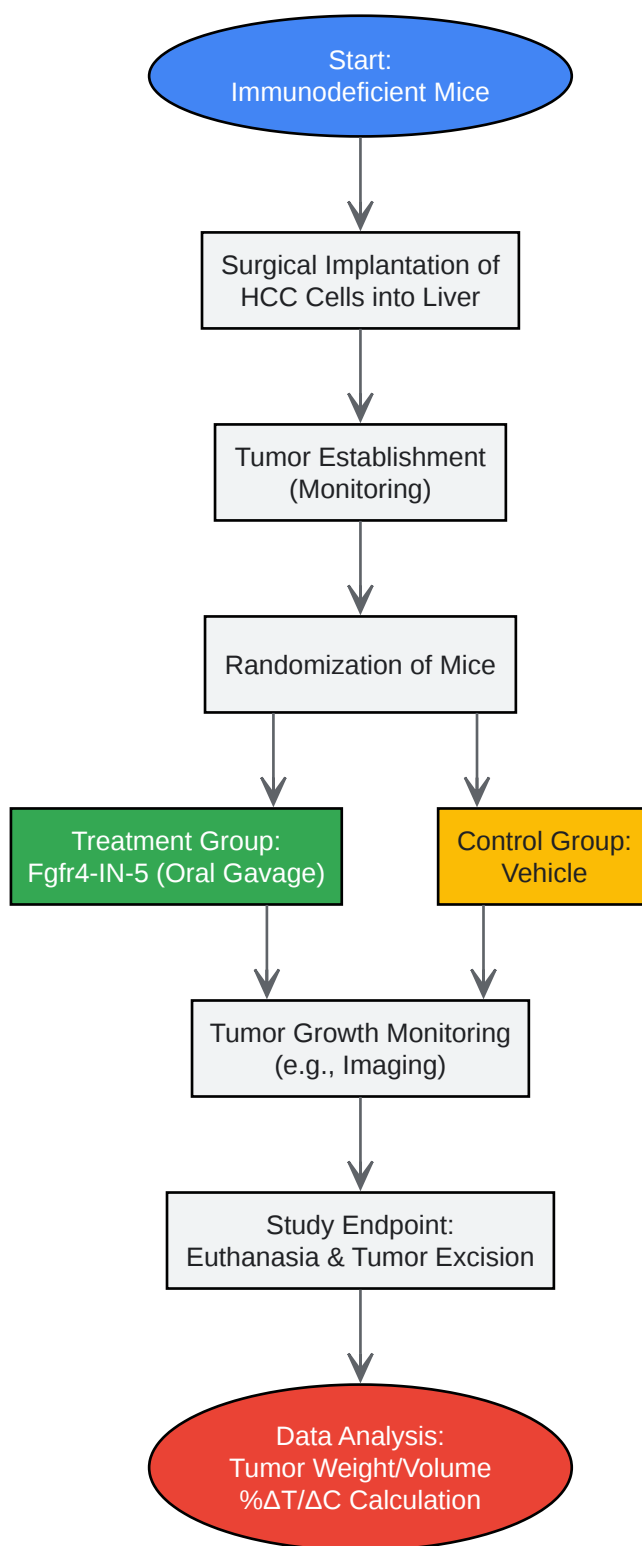 Start:
Immunodeficient Mice
Surgical Implantation of
HCC Cells into Liver
Tumor Establishment
(Monitoring)
Randomization of Mice
Treatment Group:
Fgfr4-IN-5 (Oral Gavage)
Control Group:
Vehicle
Tumor Growth Monitoring
(e.g., Imaging)
Study Endpoint:
Euthanasia & Tumor Excision
Data Analysis:
Tumor Weight/Volume
%ΔT/ΔC Calculation